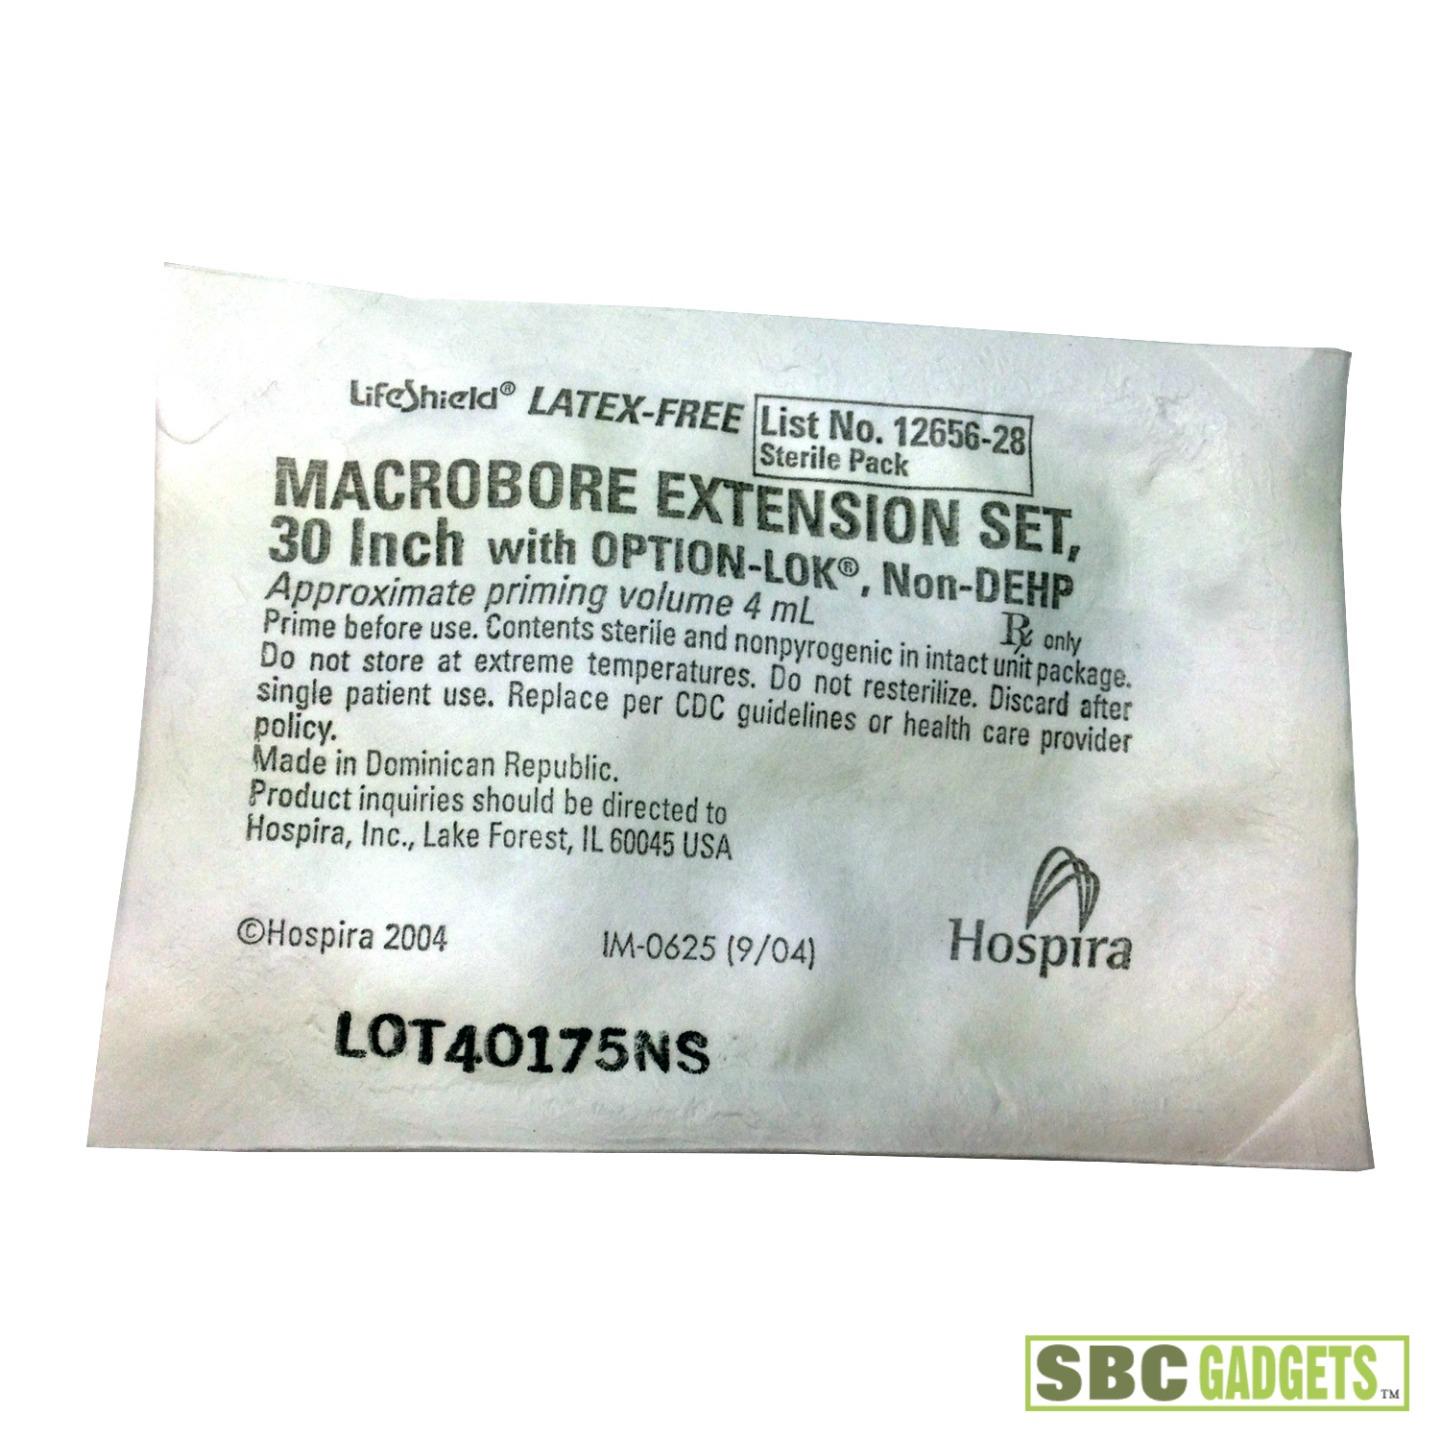 LifeShield® LATEX-FREE
List No. 12656-28
Sterile Pack
MACROBORE EXTENSION SET,
30 Inch with OPTION-LOK®, Non-DEHP
Approximate priming volume 4 mL
Rx only
Prime before use. Contents sterile and nonpyrogenic in intact unit package.
Do not store at extreme temperatures. Do not resterilize. Discard after
single patient use. Replace per CDC guidelines or health care provider
policy.
Made in Dominican Republic.
Product inquiries should be directed to
Hospira, Inc., Lake Forest, IL 60045 USA
©Hospira 2004
IM-0625 (9/04)
Hospira
LOT40175NS
SBC GADGETS™